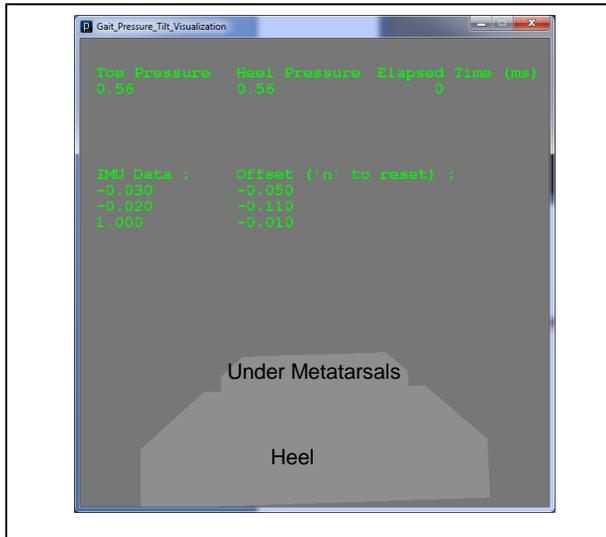 Gait_Pressure_Tilt_Visualization
Toe Pressure Heel Pressure Elapsed Time (ms)
0.56 0.56 0
IMU Data : Offset ('n' to reset) :
-0.030 -0.050
-0.020 -0.110
1.000 -0.010
Under Metatarsals
Heel